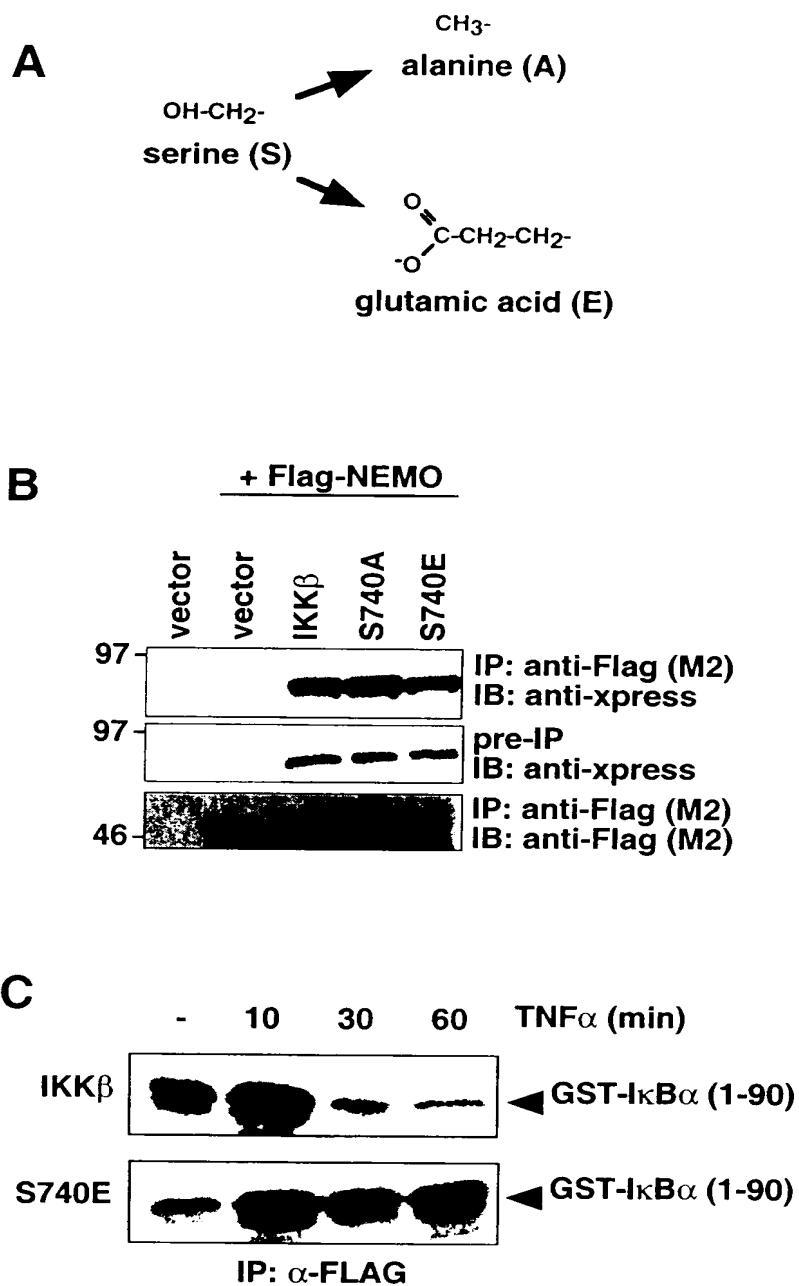 A
CH3-
alanine (A)
OH-CH2-
serine (S)
O
C-CH2-CH2-
-O
glutamic acid (E)
B
+ Flag-NEMO
vector
vector
IKKβ
S740A
S740E
97
IP: anti-Flag (M2)
IB: anti-xpress
97
pre-IP
IB: anti-xpress
46
IP: anti-Flag (M2)
IB: anti-Flag (M2)
C
- 10 30 60 TNFα (min)
IKKβ
GST-IκBα (1-90)
S740E
GST-IκBα (1-90)
IP: α-FLAG